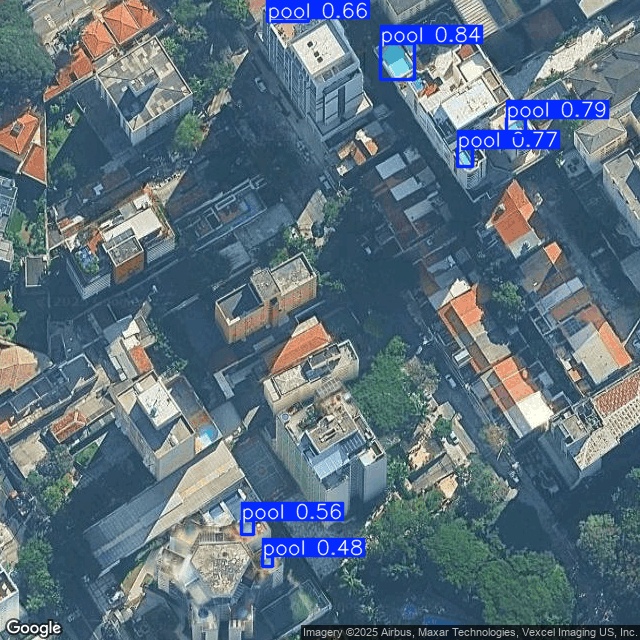 pool 0.66
pool 0.84
pool 0.79
pool 0.77
pool 0.56
pool 0.48
Google
Imagery ©2025 Airbus, Maxar Technologies, Vexcel Imaging US, Inc